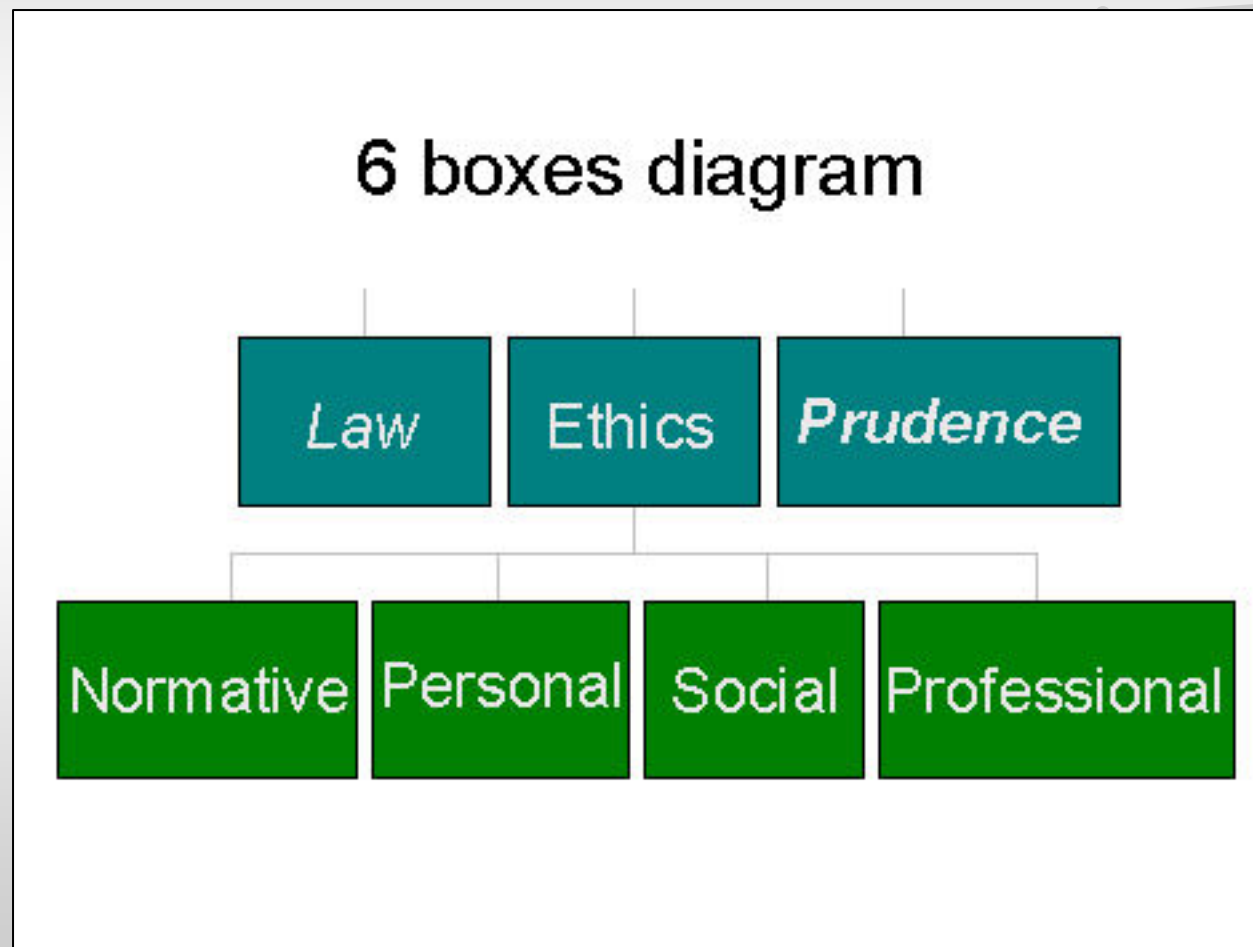 6 boxes diagram
Law Ethics Prudence
Normative Personal Social Professional